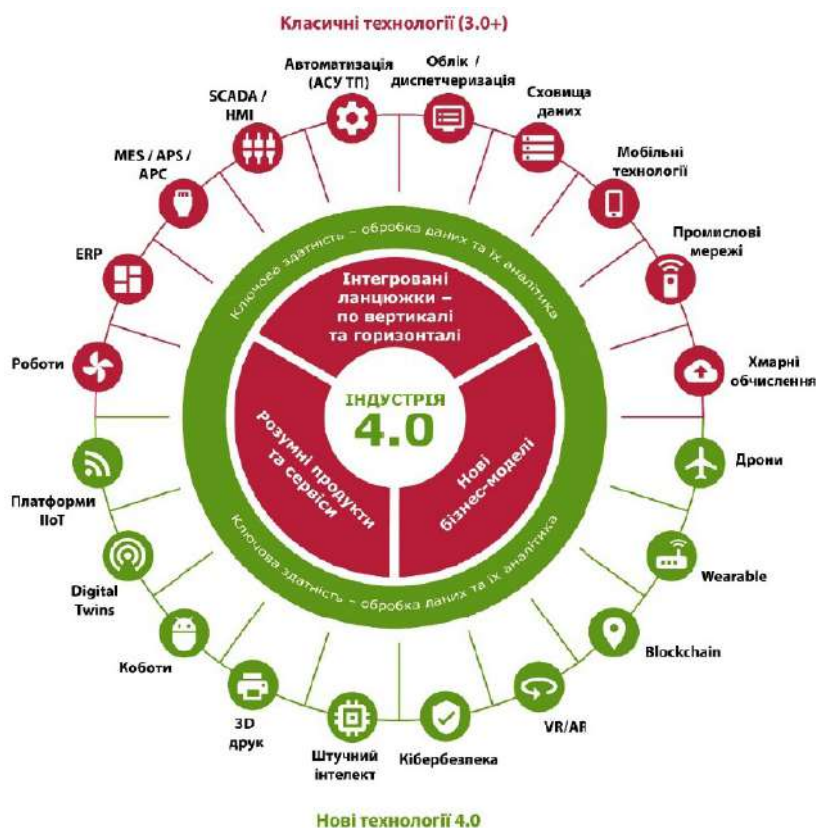 Класичні технології (3.0+)
Автоматизація
(АСУ ТП)
Облік /
диспетчеризація
SCADA /
HMI
Сховища
даних
MES / APS /
APC
Мобільні
технології
ERP
Промислові
мережі
Роботи
Хмарні
обчислення
Ключова здатність – обробка даних та їх аналітика
Інтегровані
ланцюжки –
по вертикалі
та горизонталі
ІНДУСТРІЯ
4.0
Розумні продукти
та сервіси
Нові
бізнес-моделі
Ключова здатність – обробка даних та їх аналітика
Платформи
IIoT
Дрони
Digital
Twins
Wearable
Коботи
Blockchain
3D
друк
VR/AR
Штучний
інтелект
Кібербезпека
Нові технології 4.0